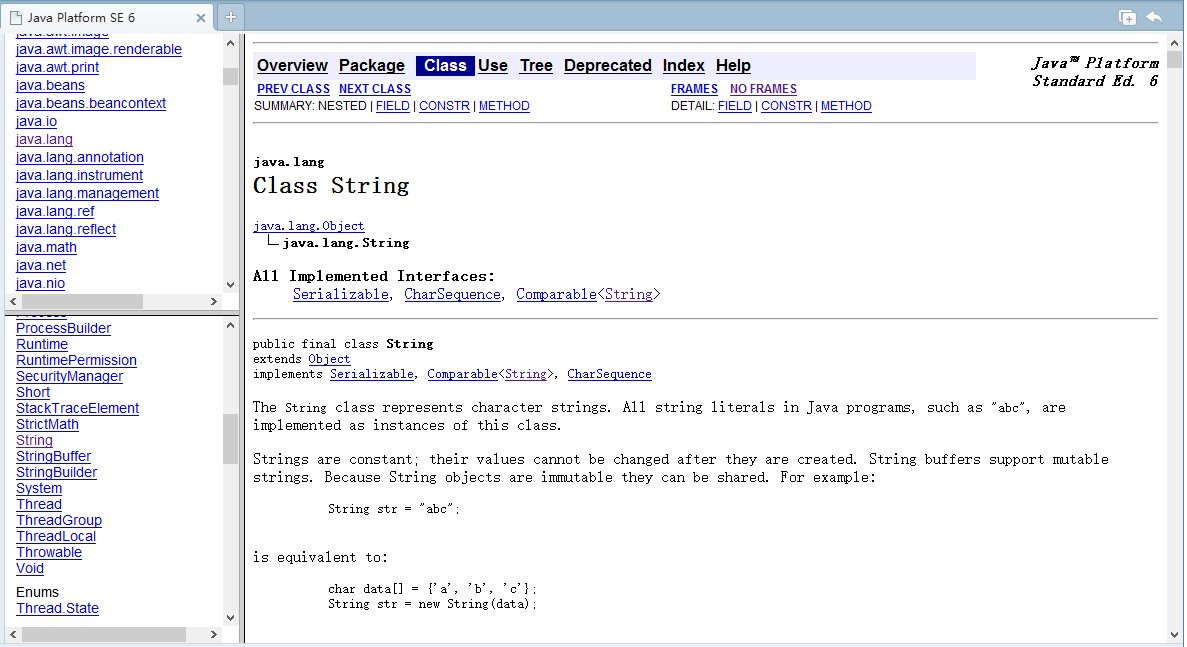 Java Platform SE 6
java.awt.image
java.awt.image.renderable
java.awt.print
java.beans
java.beans.beancontext
java.io
java.lang
java.lang.annotation
java.lang.instrument
java.lang.management
java.lang.ref
java.lang.reflect
java.math
java.net
java.nio
Process
ProcessBuilder
Runtime
RuntimePermission
SecurityManager
Short
StackTraceElement
StrictMath
String
StringBuffer
StringBuilder
System
Thread
ThreadGroup
ThreadLocal
Throwable
Void
Enums
Thread.State
Overview Package Class Use Tree Deprecated Index Help
Java™ Platform
Standard Ed. 6
PREV CLASS NEXT CLASS
FRAMES NO FRAMES
SUMMARY: NESTED | FIELD | CONSTR | METHOD
DETAIL: FIELD | CONSTR | METHOD
java.lang
Class String
java.lang.Object
java.lang.String
All Implemented Interfaces:
Serializable, CharSequence, Comparable<String>
public final class String
extends Object
implements Serializable, Comparable<String>, CharSequence
The String class represents character strings. All string literals in Java programs, such as "abc", are
implemented as instances of this class.
Strings are constant; their values cannot be changed after they are created. String buffers support mutable
strings. Because String objects are immutable they can be shared. For example:
String str = "abc";
is equivalent to:
char data[] = {'a', 'b', 'c'};
String str = new String(data);